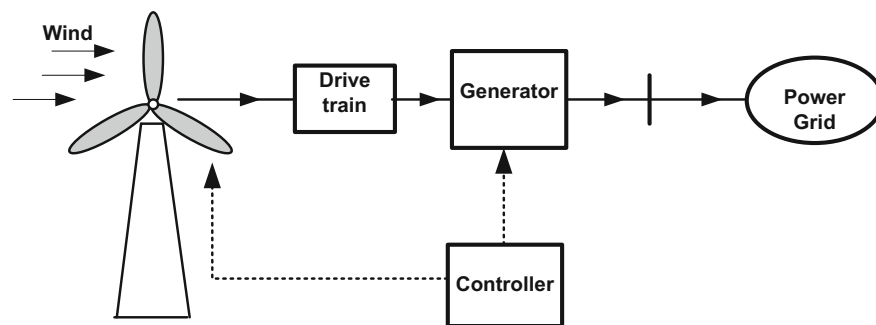 Wind
Drive
train
Generator
Power
Grid
Controller